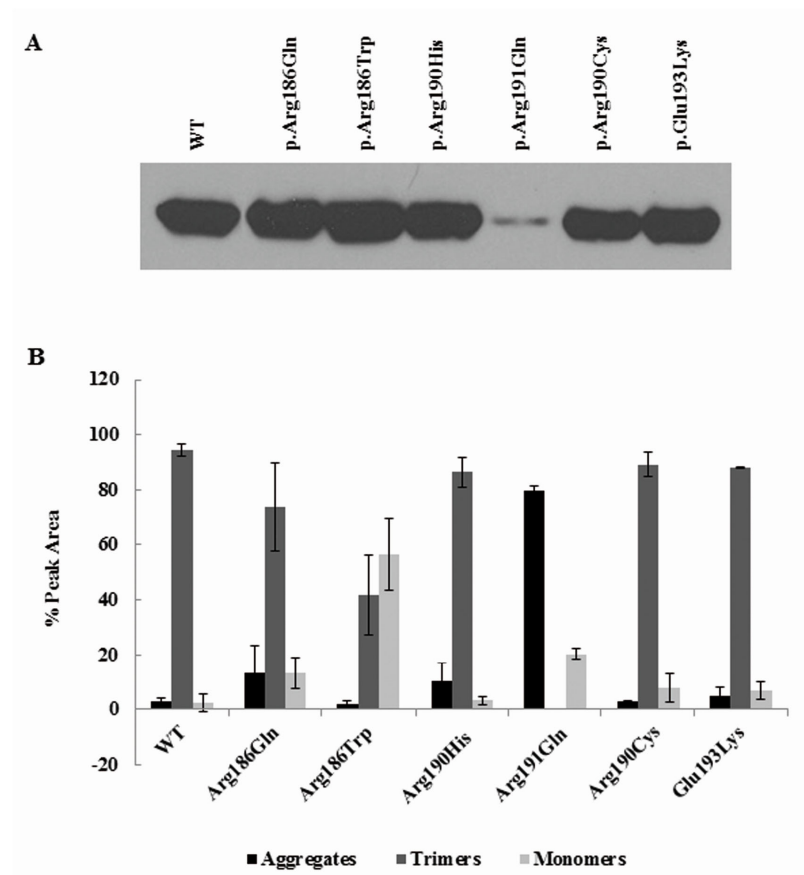 A
WT
p.Arg186Gln
p.Arg186Trp
p.Arg190His
p.Arg191Gln
p.Arg190Cys
p.Glu193Lys
B
% Peak Area
120
100
80
60
40
20
0
-20
WT
Arg186Gln
Arg186Trp
Arg190His
Arg191Gln
Arg190Cys
Glu193Lys
Aggregates Trimers Monomers